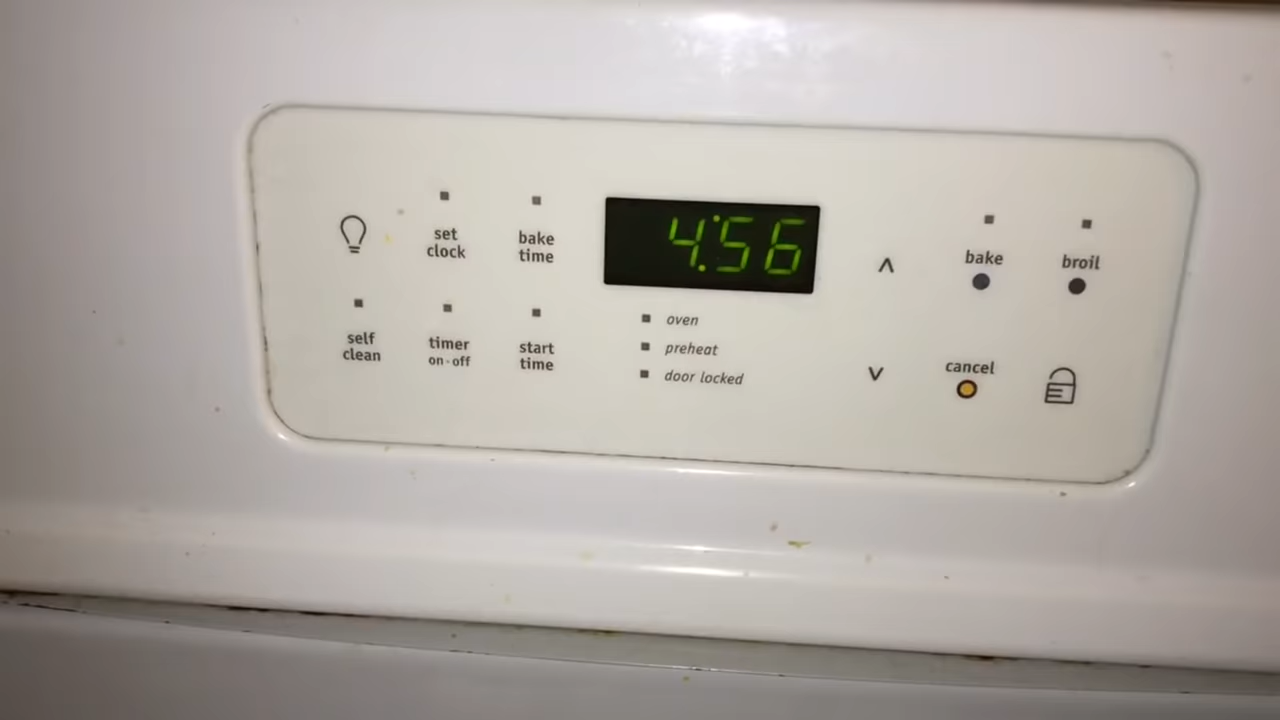 set
clock
bake
time
4:56
bake
broil
self
clean
timer
on-off
start
time
oven
preheat
door locked
cancel